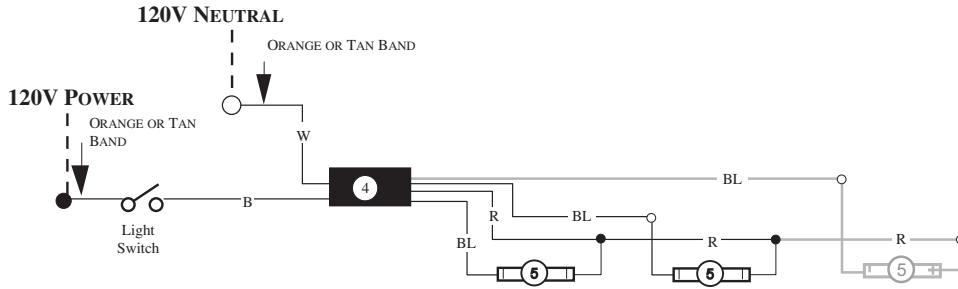 120V NEUTRAL
ORANGE OR TAN BAND
120V POWER
ORANGE OR TAN
BAND
W
4
BL
B
R
BL
Light
Switch
BL
R
R
5
5
5